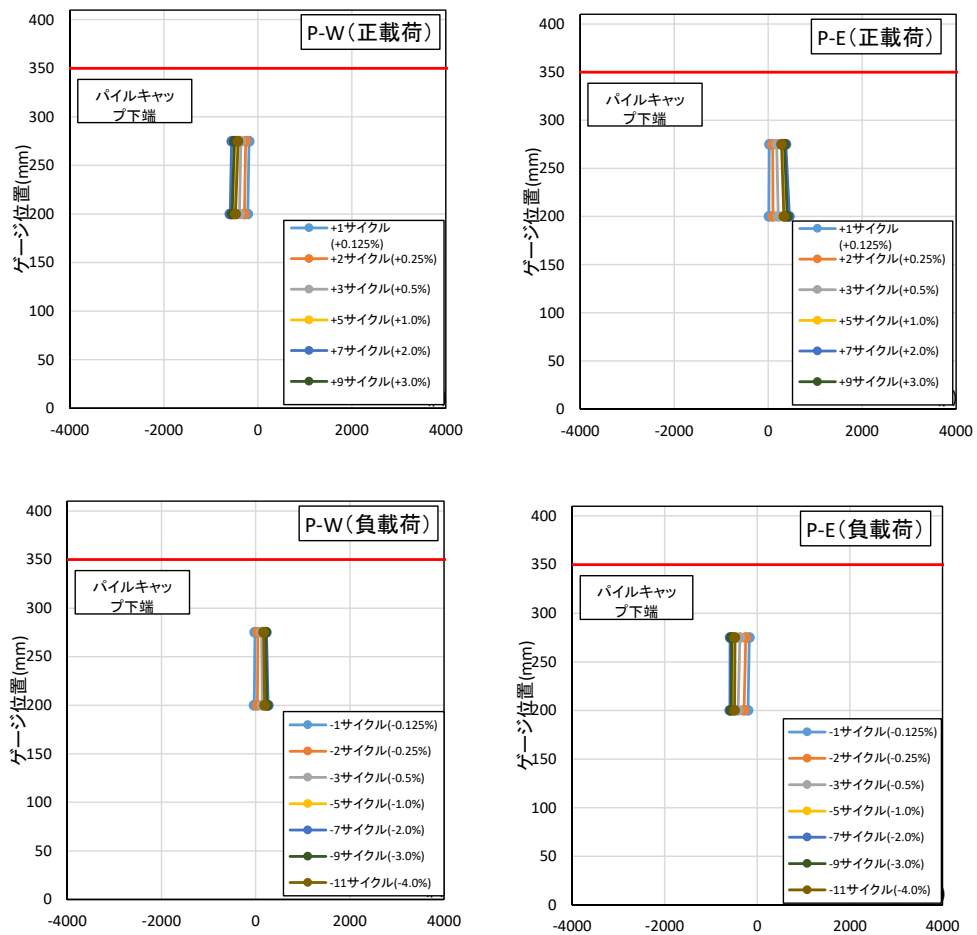 P-W(正載荷)
400
350
300
250
200
150
100
50
0
ゲージ位置(mm)
パイルキャッ
プ下端
+1サイクル
(+0.125%)
+2サイクル(+0.25%)
+3サイクル(+0.5%)
+5サイクル(+1.0%)
+7サイクル(+2.0%)
+9サイクル(+3.0%)
-4000 -2000 0 2000 4000
P-E(正載荷)
400
350
300
250
200
150
100
50
0
ゲージ位置(mm)
パイルキャッ
プ下端
+1サイクル
(+0.125%)
+2サイクル(+0.25%)
+3サイクル(+0.5%)
+5サイクル(+1.0%)
+7サイクル(+2.0%)
+9サイクル(+3.0%)
-4000 -2000 0 2000 4000
P-W(負載荷)
400
350
300
250
200
150
100
50
0
ゲージ位置(mm)
パイルキャッ
プ下端
-1サイクル(-0.125%)
-2サイクル(-0.25%)
-3サイクル(-0.5%)
-5サイクル(-1.0%)
-7サイクル(-2.0%)
-9サイクル(-3.0%)
-11サイクル(-4.0%)
-4000 -2000 0 2000 4000
P-E(負載荷)
400
350
300
250
200
150
100
50
0
ゲージ位置(mm)
パイルキャッ
プ下端
-1サイクル(-0.125%)
-2サイクル(-0.25%)
-3サイクル(-0.5%)
-5サイクル(-1.0%)
-7サイクル(-2.0%)
-9サイクル(-3.0%)
-11サイクル(-4.0%)
-4000 -2000 0 2000 4000